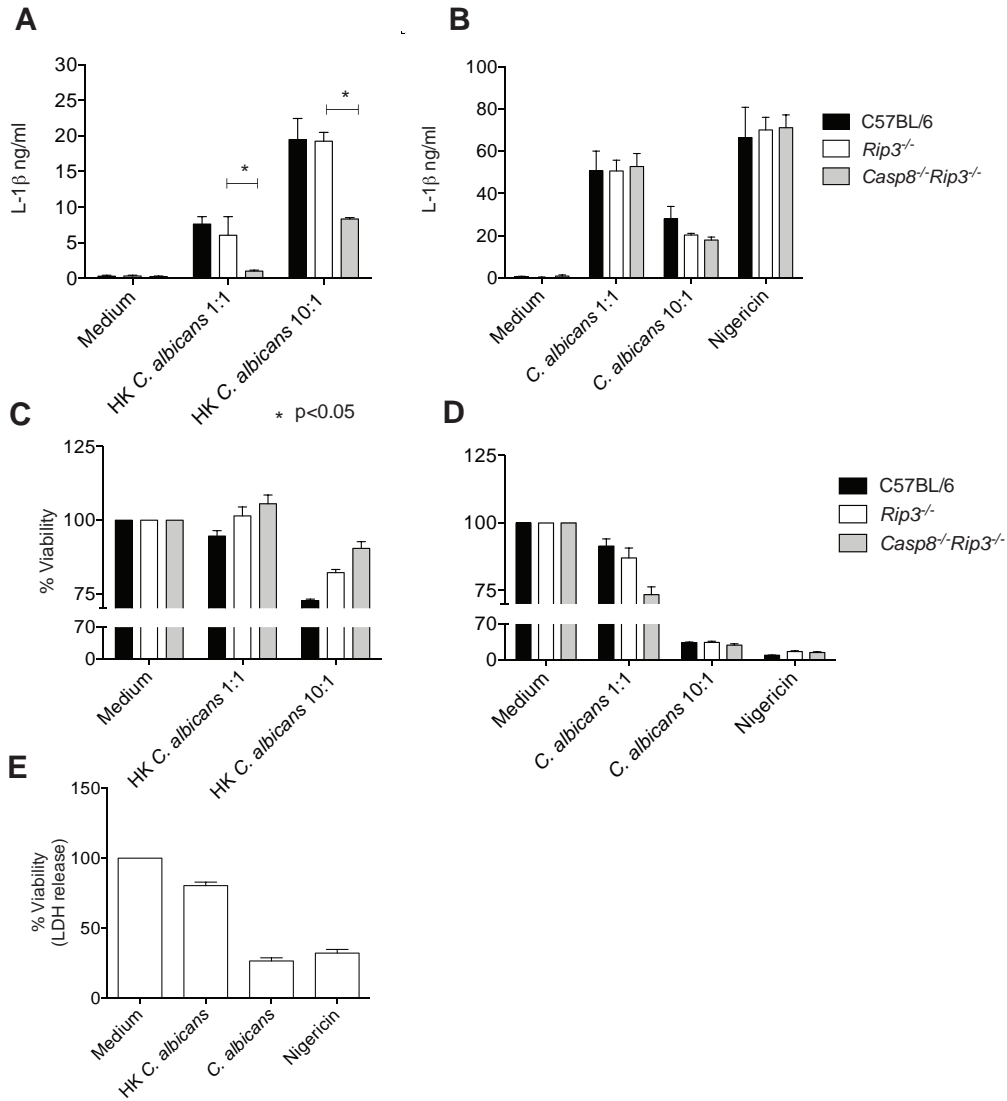 A
L-1β ng/ml
30
25
20
15
10
5
0
*
*
Medium
HK C. albicans 1:1
HK C. albicans 10:1
B
L-1β ng/ml
100
80
60
40
20
0
Medium
C. albicans 1:1
C. albicans 10:1
Nigericin
C57BL/6
Rip3-/-
Casp8-/-Rip3-/-
C
* p<0.05
% Viability
125
100
75
70
0
Medium
HK C. albicans 1:1
HK C. albicans 10:1
D
125
100
75
70
0
Medium
C. albicans 1:1
C. albicans 10:1
Nigericin
C57BL/6
Rip3-/-
Casp8-/-Rip3-/-
E
% Viability
(LDH release)
150
100
50
0
Medium
HK C. albicans
C. albicans
Nigericin